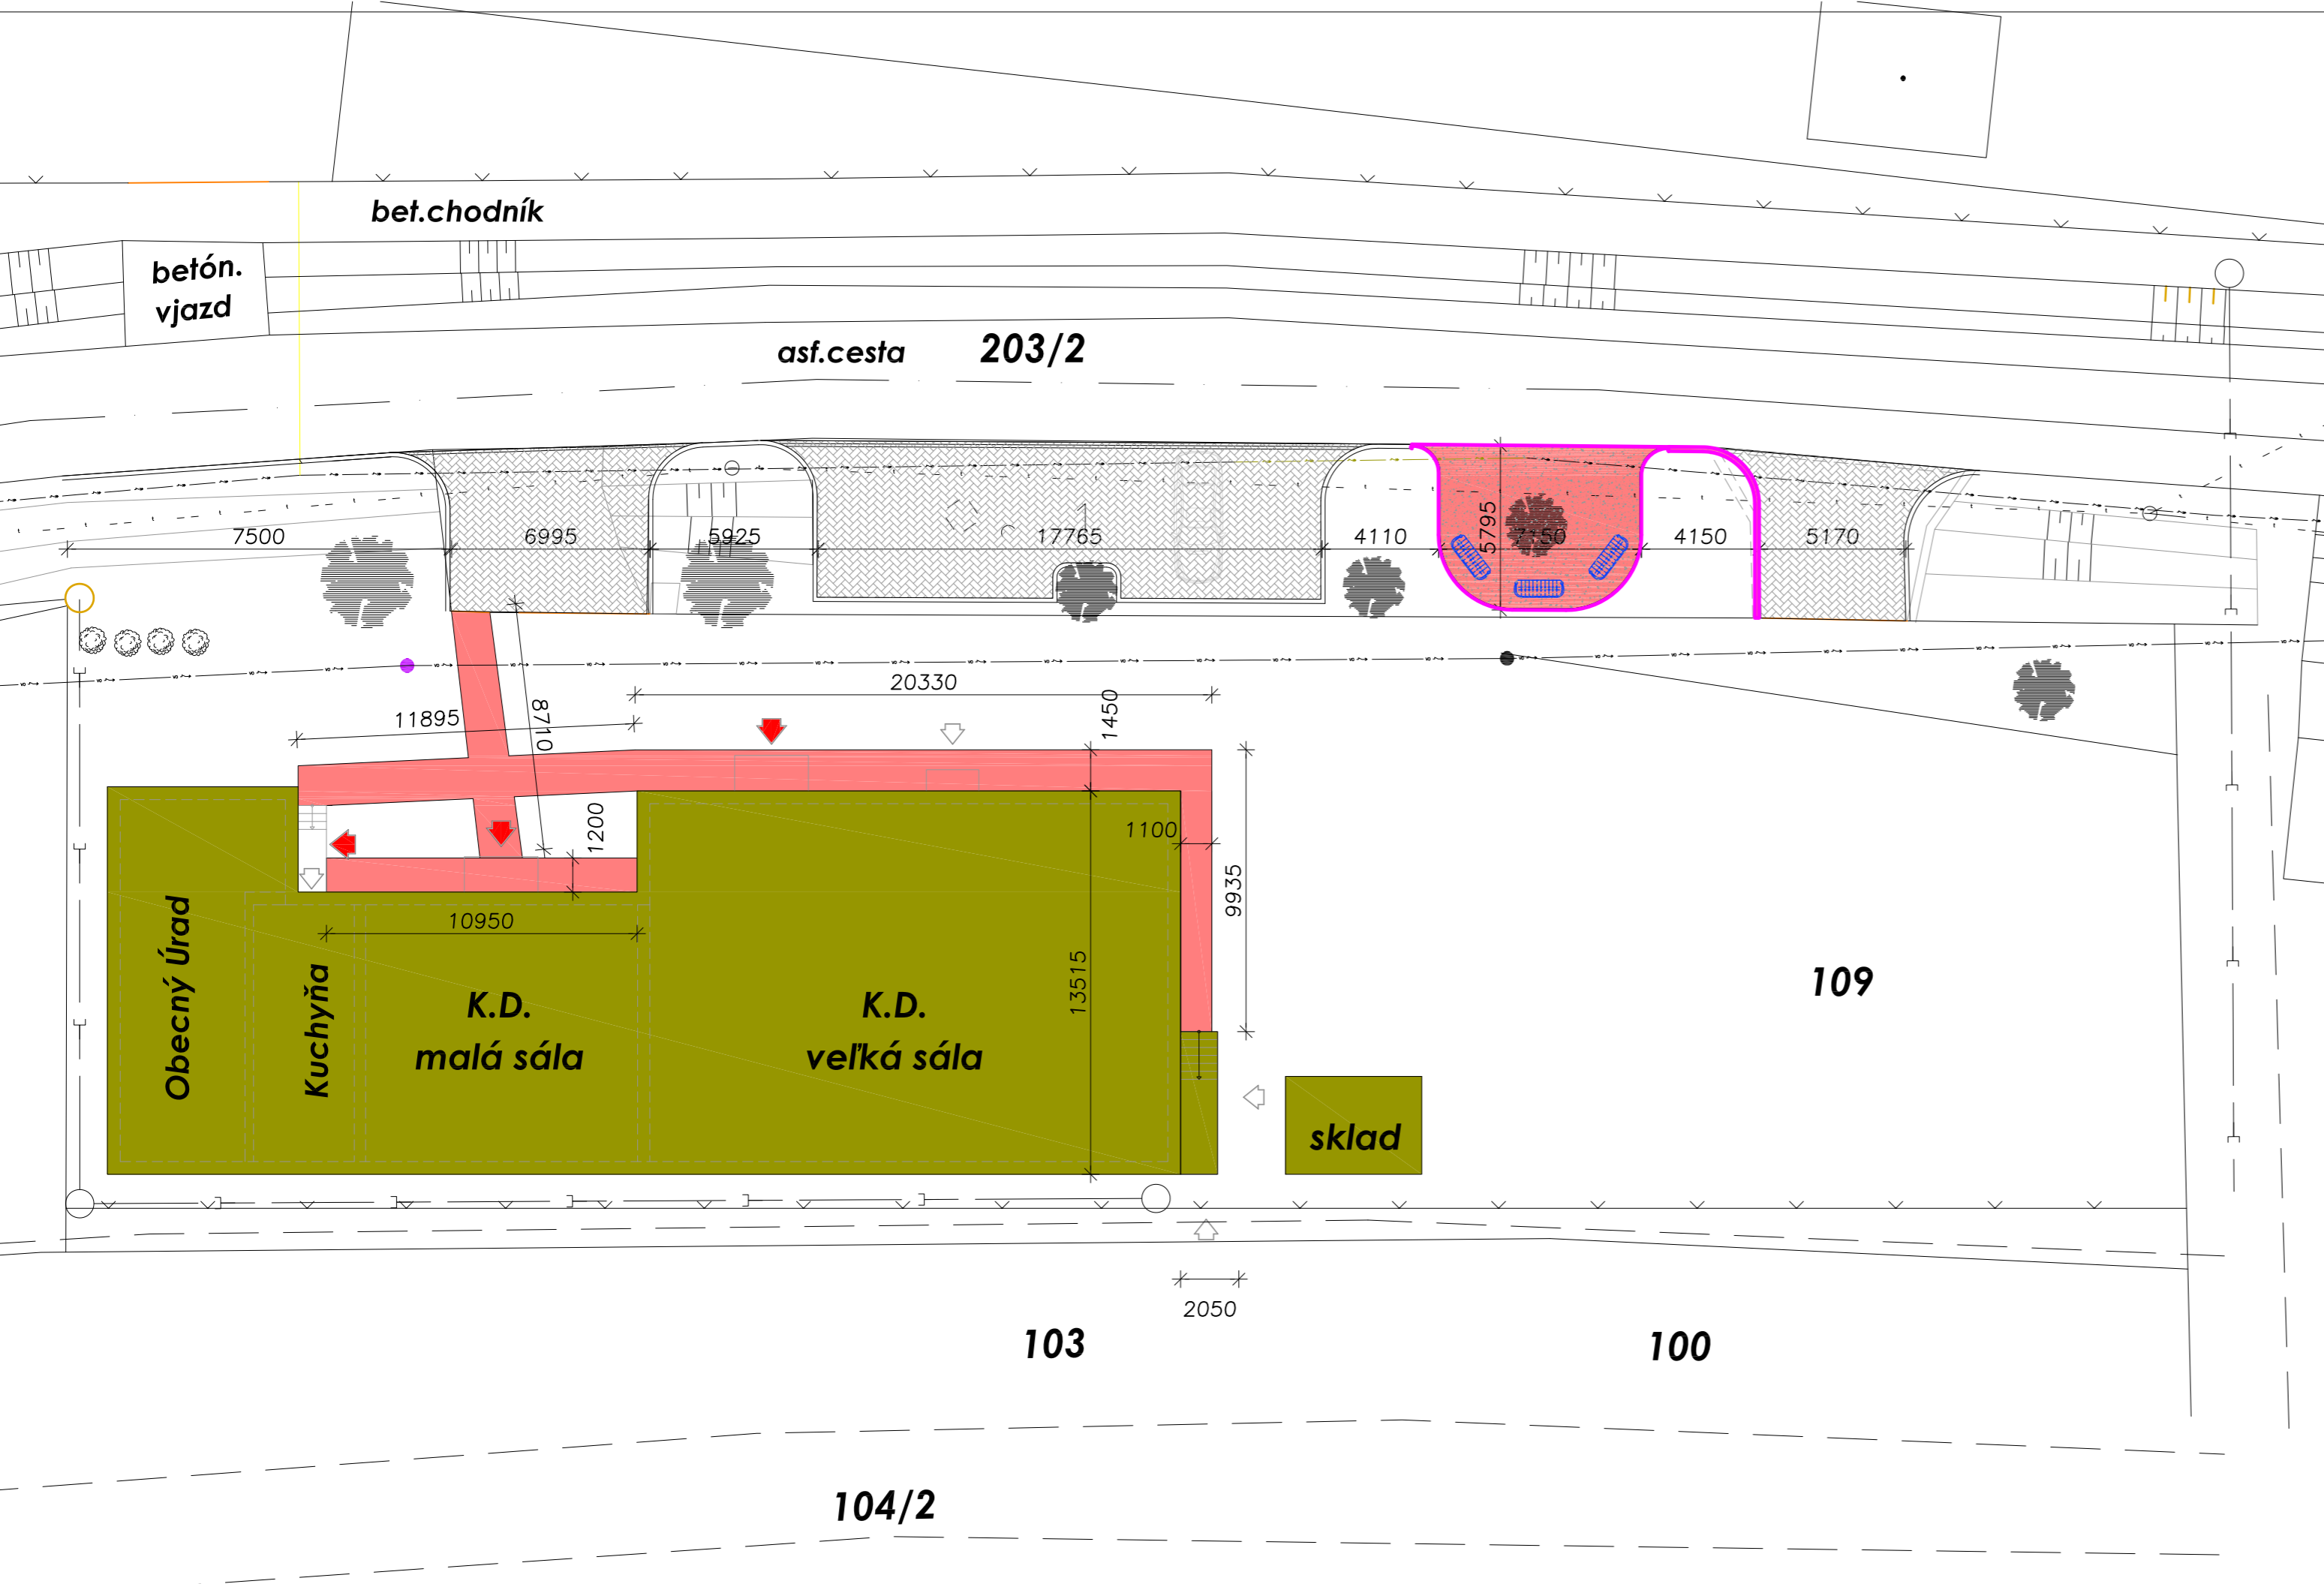 bet.chodník
betón.
vjazd
asf.cesta
203/2
7500
6995
5925
17765
4110
5795
7150
4150
5170
20330
11895
8710
1450
1200
1100
9935
10950
13515
Obecný Úrad
Kuchyňa
K.D.
malá sála
K.D.
veľká sála
109
sklad
2050
103
100
104/2